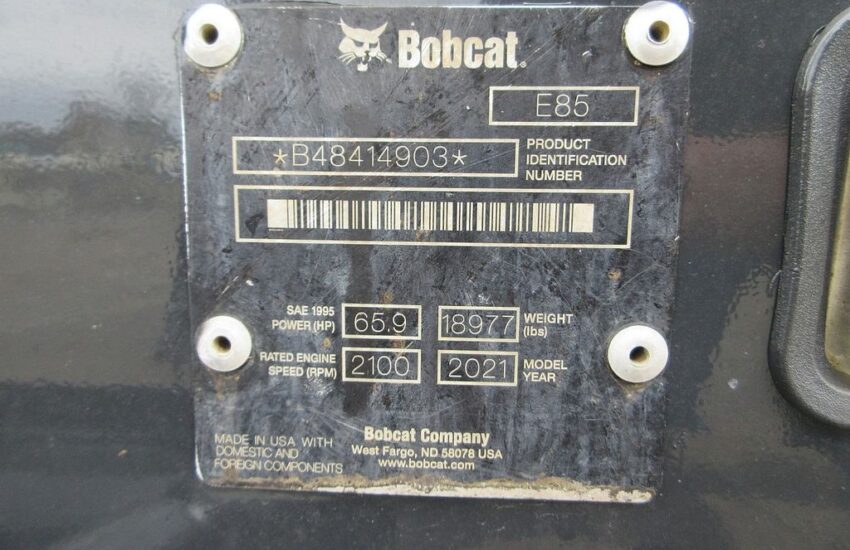 Bobcat®
E85
*B48414903*
PRODUCT
IDENTIFICATION
NUMBER
SAE 1995
POWER (HP)
65.9
18977
WEIGHT
(lbs)
RATED ENGINE
SPEED (RPM)
2100
2021
MODEL
YEAR
MADE IN USA WITH
DOMESTIC AND
FOREIGN COMPONENTS
Bobcat Company
West Fargo, ND 58078 USA
www.bobcat.com